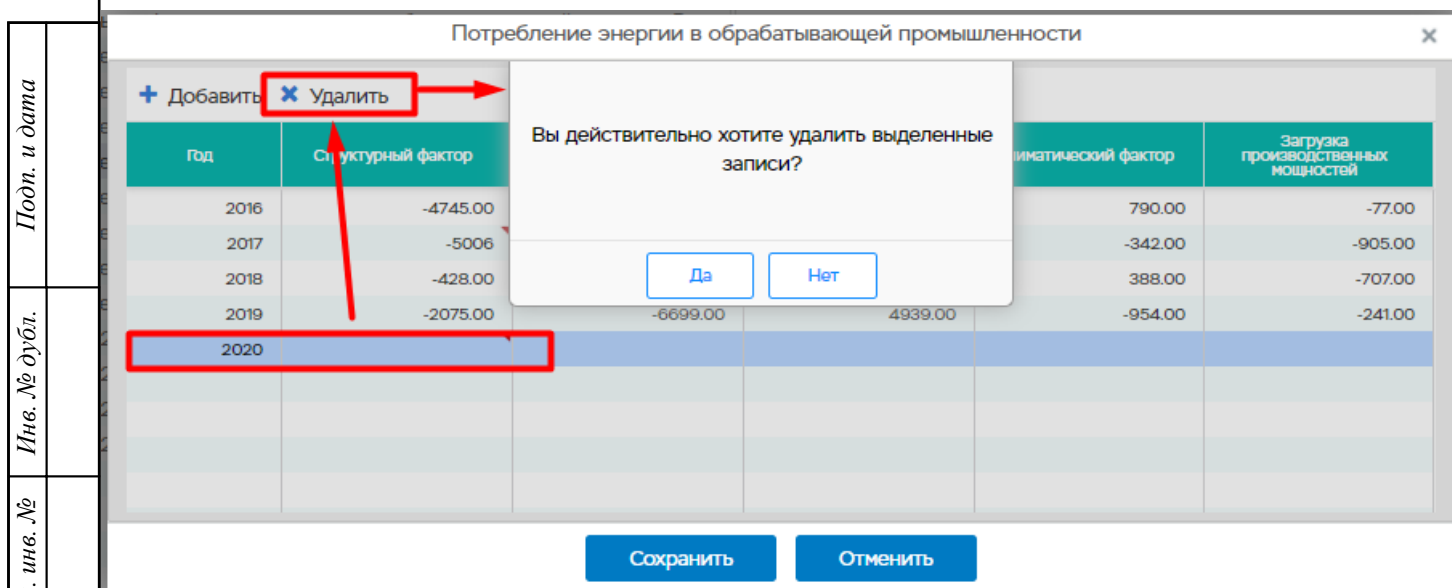 Потребление энергии в обрабатывающей промышленности
Добавить Удалить
Вы действительно хотите удалить выделенные
записи?
Да Нет
Год Структурный фактор иматический фактор Загрузка
производственных
мощностей
2016 -4745.00 790.00 -77.00
2017 -5006 -342.00 -905.00
2018 -428.00 388.00 -707.00
2019 -2075.00 -6699.00 4939.00 -954.00 -241.00
2020
Сохранить Отменить
Подп. и дата
Инв. № дубл.
. инв. №